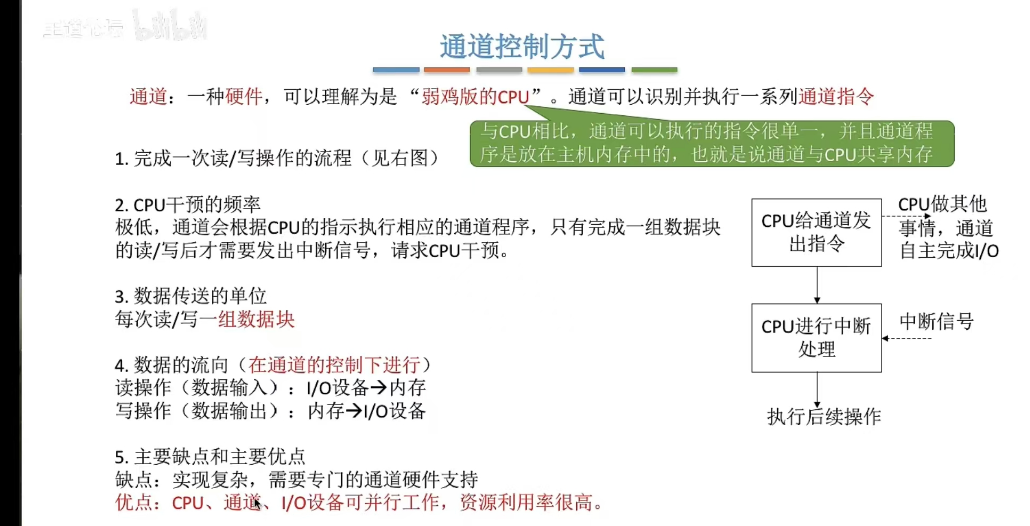 bilibili
通道控制方式
通道：一种硬件，可以理解为是“弱鸡版的CPU”。通道可以识别并执行一系列通道指令
与CPU相比，通道可以执行的指令很单一，并且通道程
序是放在主机内存中的，也就是说通道与CPU共享内存
1. 完成一次读/写操作的流程（见右图）
2. CPU干预的频率
极低，通道会根据CPU的指示执行相应的通道程序，只有完成一组数据块
的读/写后才需要发出中断信号，请求CPU干预。
3. 数据传送的单位
每次读/写一组数据块
4. 数据的流向（在通道的控制下进行）
读操作（数据输入）：I/O设备→内存
写操作（数据输出）：内存→I/O设备
5. 主要缺点和主要优点
缺点：实现复杂，需要专门的通道硬件支持
优点：CPU、通道、I/O设备可并行工作，资源利用率很高。
CPU给通道发
出指令
CPU做其他
事情，通道
自主完成I/O
CPU进行中断
处理
中断信号
执行后续操作